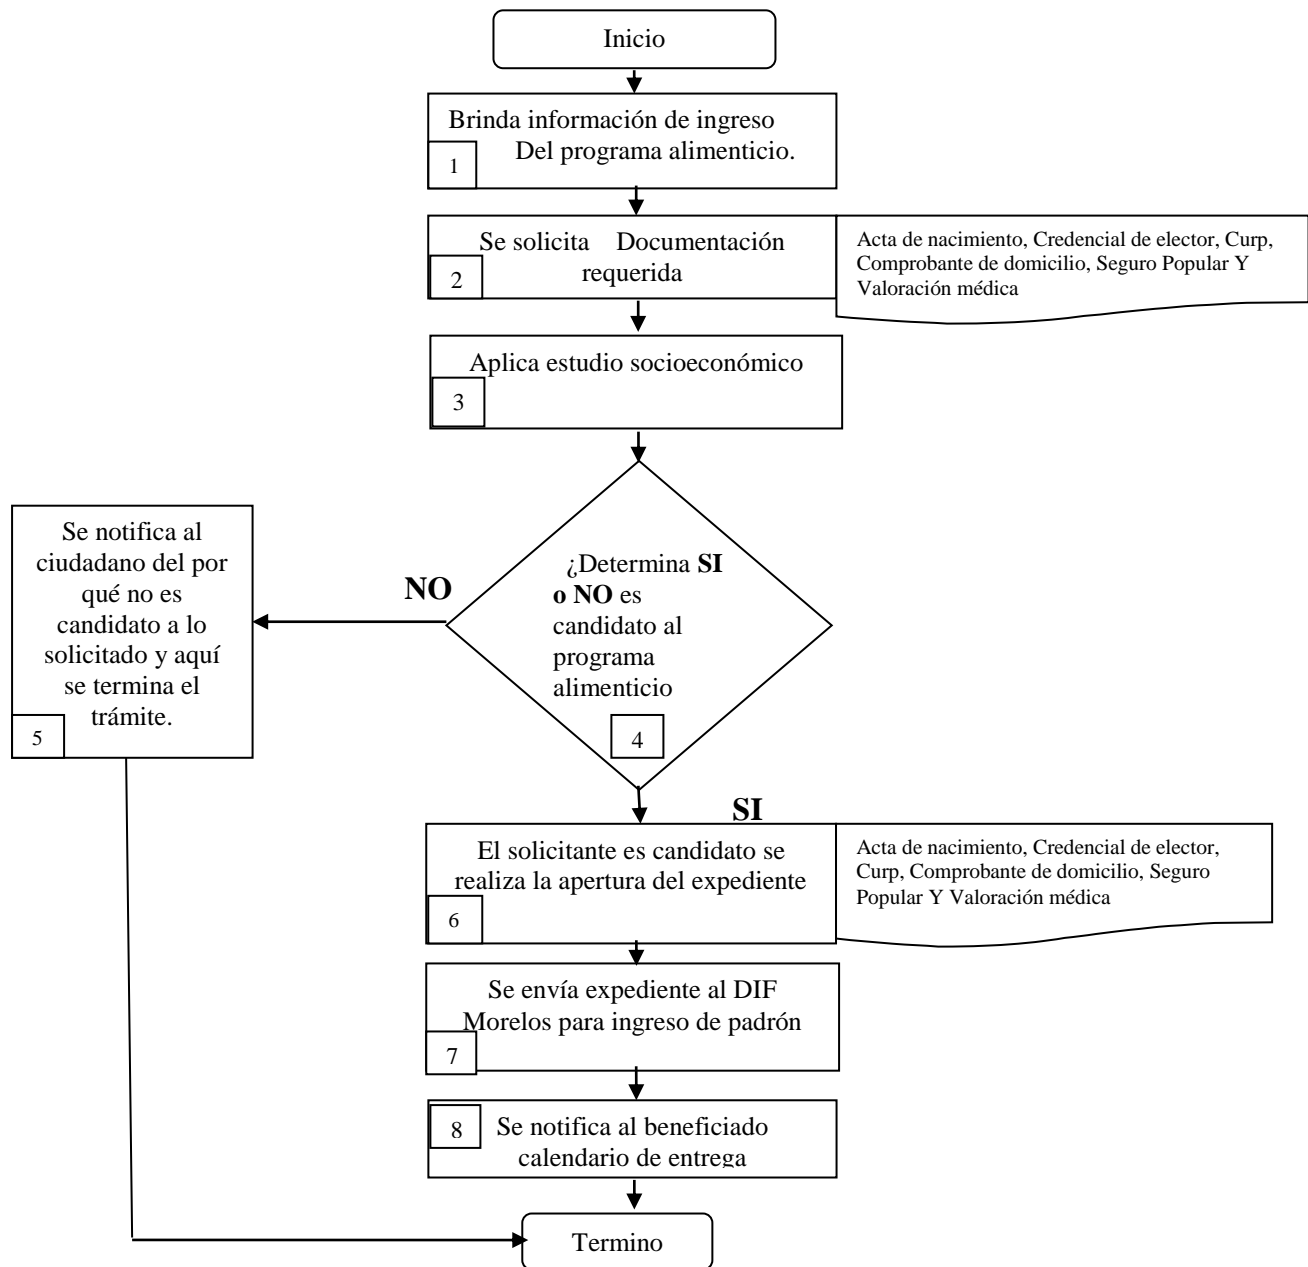 Inicio
Brinda información de ingreso
Del programa alimenticio.
1
Se solicita Documentación
requerida
2
Acta de nacimiento, Credencial de elector, Curp,
Comprobante de domicilio, Seguro Popular Y
Valoración médica
Aplica estudio socioeconómico
3
¿Determina SI
o NO es
candidato al
programa
alimenticio
4
NO
Se notifica al
ciudadano del por
qué no es
candidato a lo
solicitado y aquí
se termina el
trámite.
5
SI
El solicitante es candidato se
realiza la apertura del expediente
6
Acta de nacimiento, Credencial de elector,
Curp, Comprobante de domicilio, Seguro
Popular Y Valoración médica
Se envía expediente al DIF
Morelos para ingreso de padrón
7
8
Se notifica al beneficiado
calendario de entrega
Termino